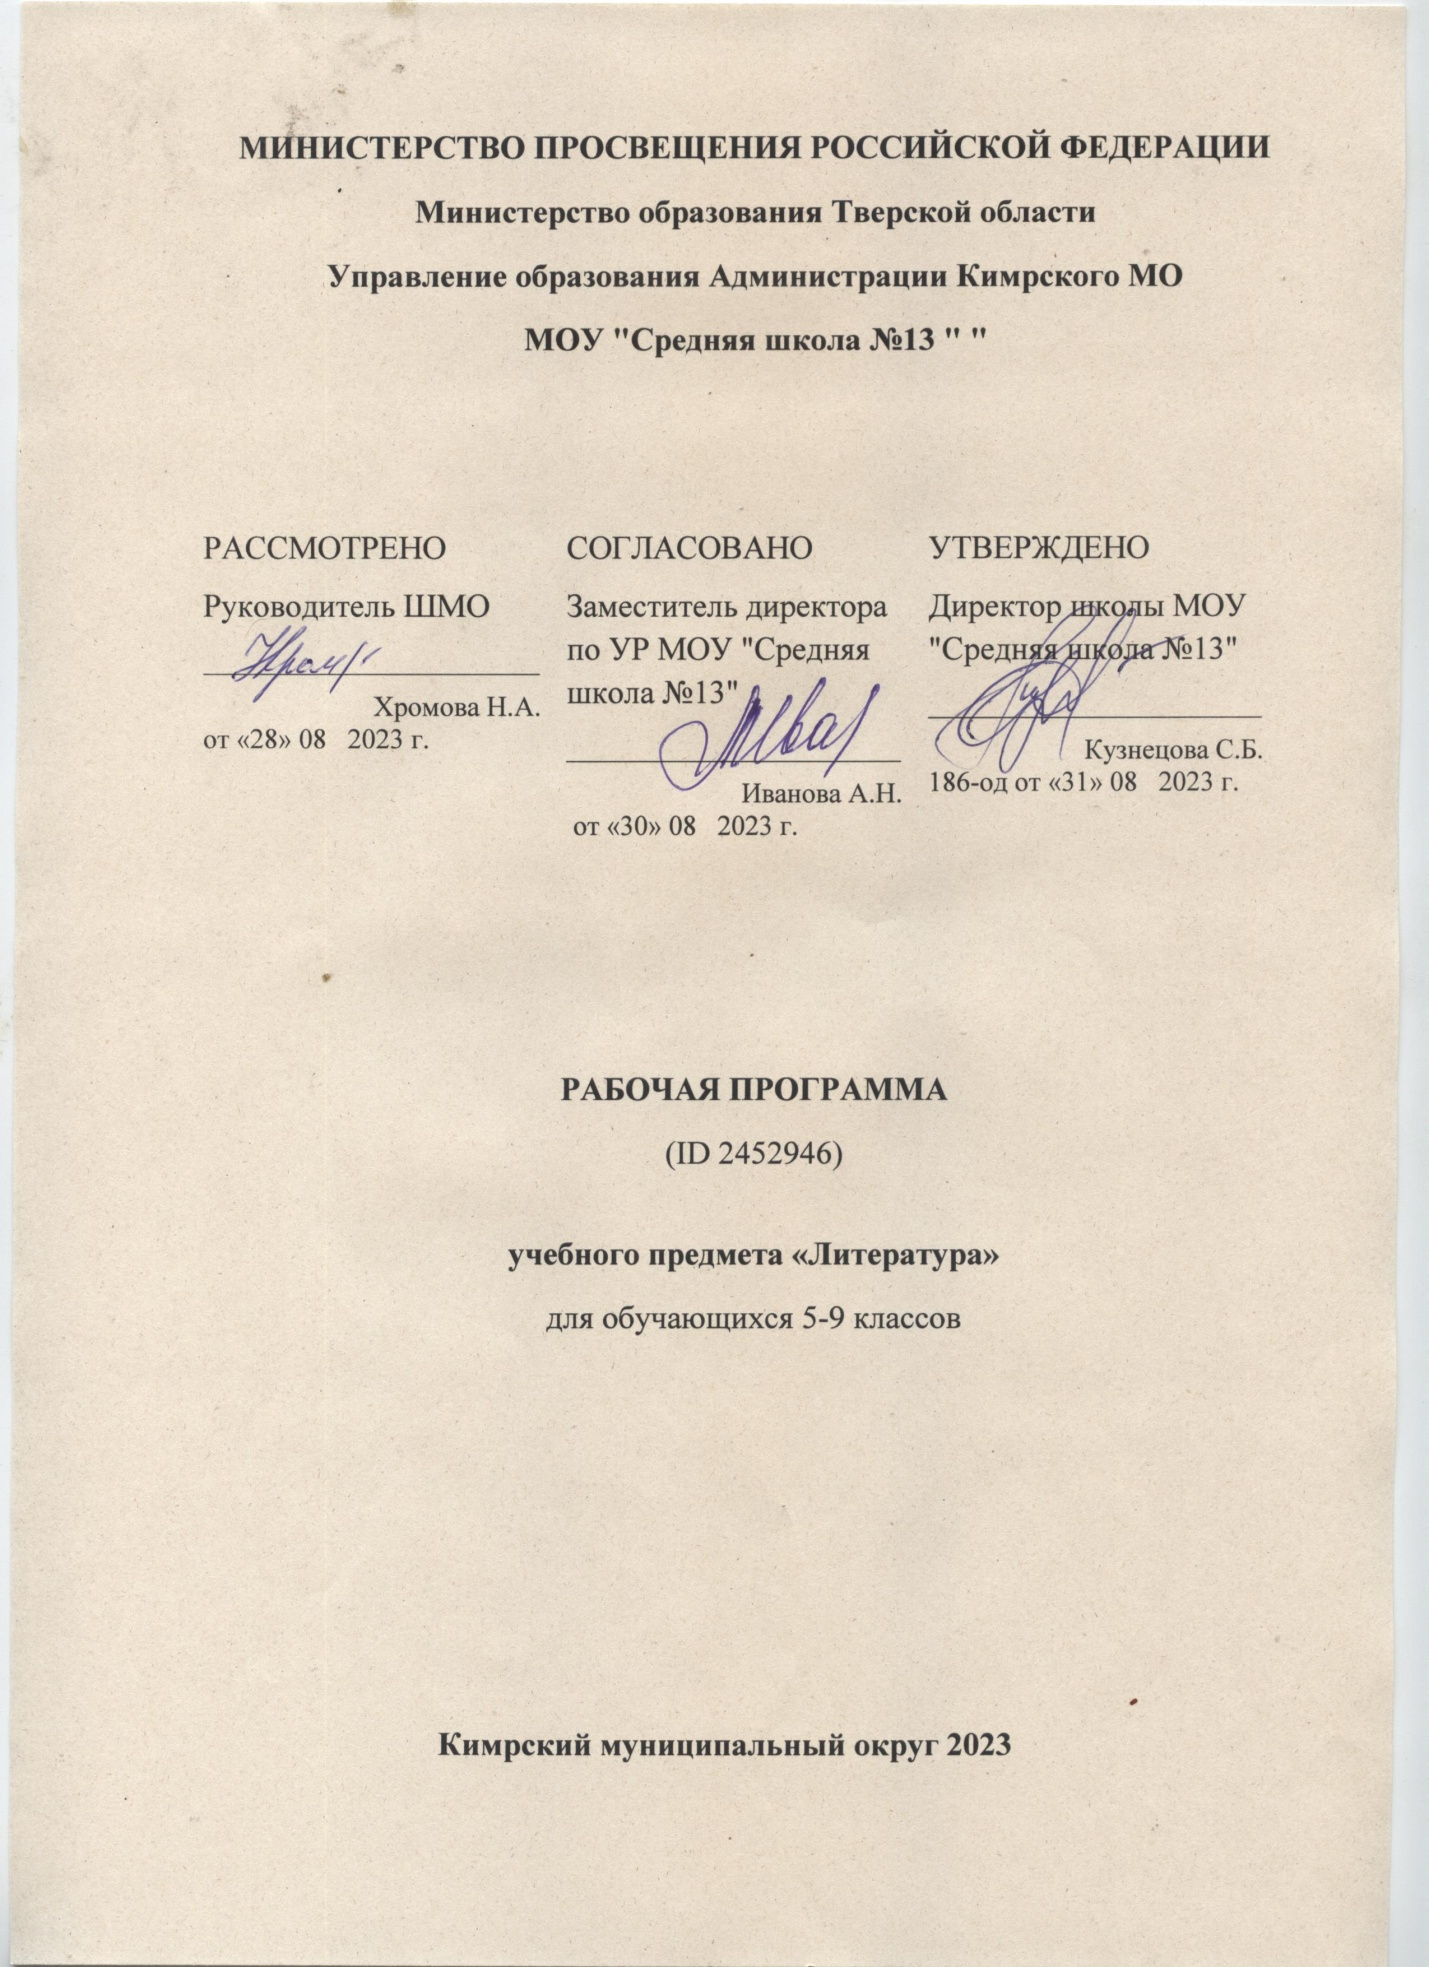 МИНИСТЕРСТВО ПРОСВЕЩЕНИЯ РОССИЙСКОЙ ФЕДЕРАЦИИ
Министерство образования Тверской области
Управление образования Администрации Кимрского МО
МОУ "Средняя школа №13 " "
РАССМОТРЕНО
Руководитель ШМО
Хромова Н.А.
от «28» 08 2023 г.
СОГЛАСОВАНО
Заместитель директора
по УР МОУ "Средняя
школа №13"
Иванова А.Н.
от «30» 08 2023 г.
УТВЕРЖДЕНО
Директор школы МОУ
"Средняя школа №13"
Кузнецова С.Б.
186-од от «31» 08 2023 г.
РАБОЧАЯ ПРОГРАММА
(ID 2452946)
учебного предмета «Литература»
для обучающихся 5-9 классов
Кимрский муниципальный округ 2023